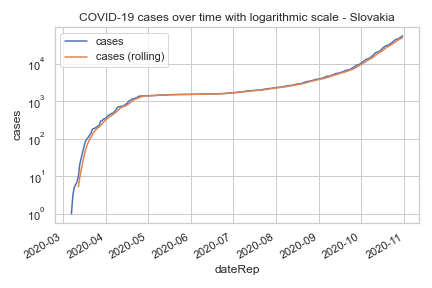 COVID-19 cases over time with logarithmic scale - Slovakia
cases
cases (rolling)
10^4
10^3
10^2
10^1
10^0
cases
2020-03
2020-04
2020-05
2020-06
2020-07
2020-08
2020-09
2020-10
2020-11
dateRep